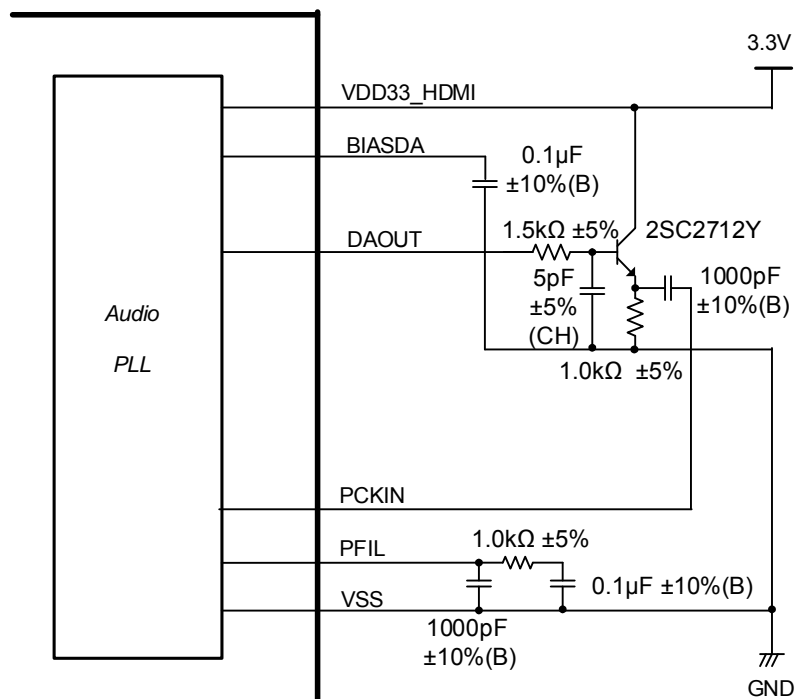 3.3V
VDD33_HDMI
BIASDA
0.1µF
±10%(B)
DAOUT
1.5kΩ ±5%
2SC2712Y
5pF
±5%
(CH)
1000pF
±10%(B)
Audio
PLL
1.0kΩ ±5%
PCKIN
1.0kΩ ±5%
PFIL
0.1µF ±10%(B)
VSS
1000pF
±10%(B)
GND